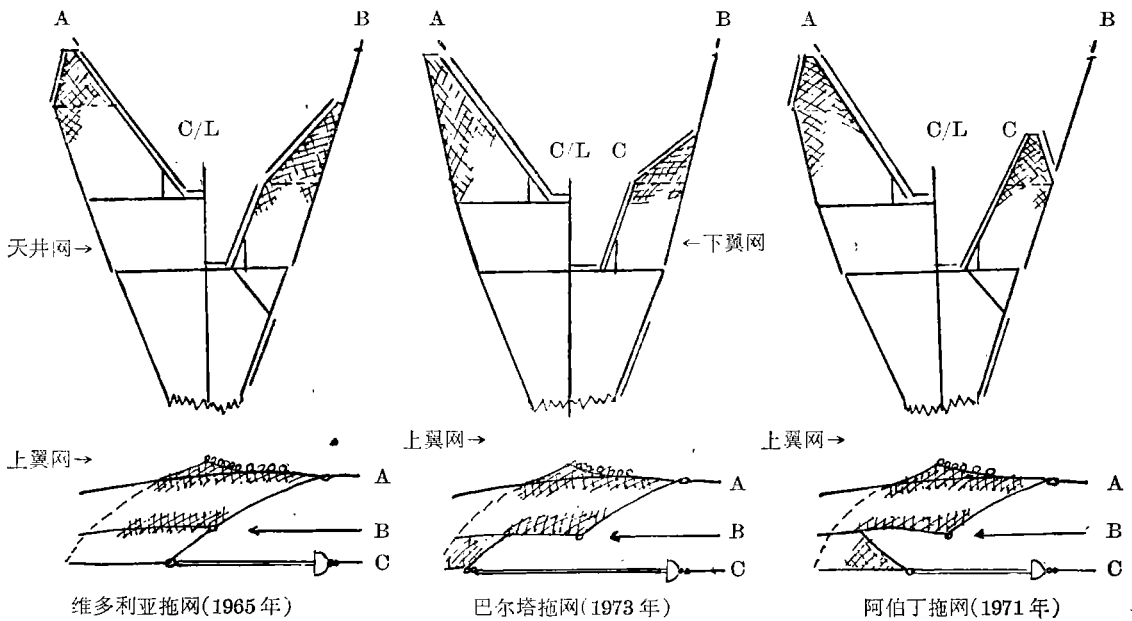 A B A B A B
C/L C/L C C/L C
天井网→ ←下翼网
上翼网→ 上翼网→ 上翼网→
A A A
B B B
C C C
维多利亚拖网(1965年) 巴尔塔拖网(1973年) 阿伯丁拖网(1971年)